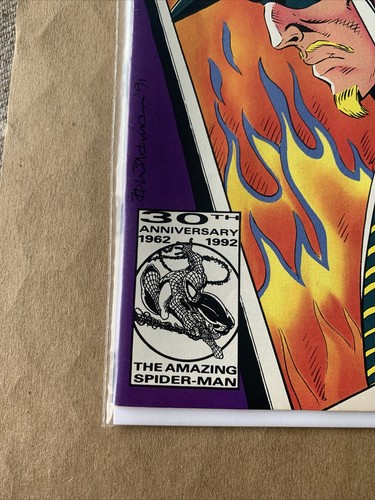 30TH
ANNIVERSARY
1962 1992
THE AMAZING
SPIDER-MAN